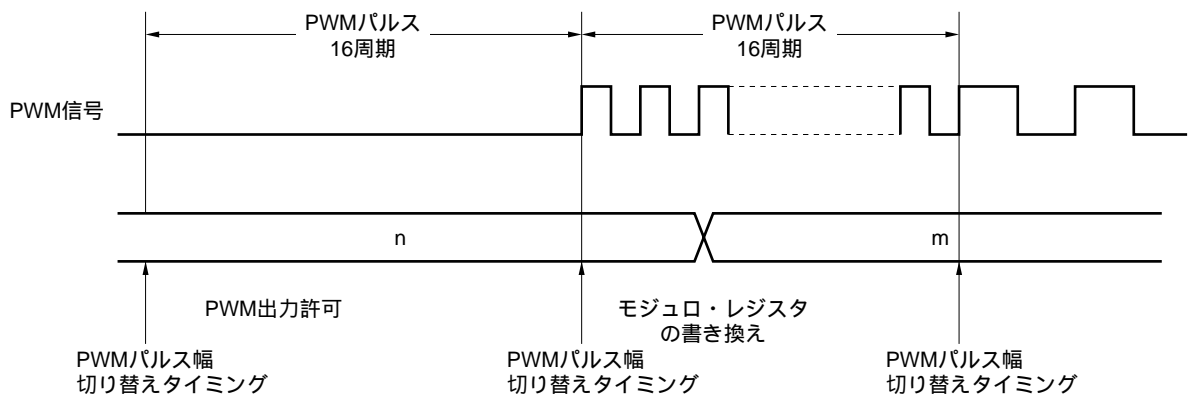 PWMパルス
16周期
PWMパルス
16周期
PWM信号
n
m
PWM出力許可
モジュロ・レジスタ
の書き換え
PWMパルス幅
切り替えタイミング
PWMパルス幅
切り替えタイミング
PWMパルス幅
切り替えタイミング